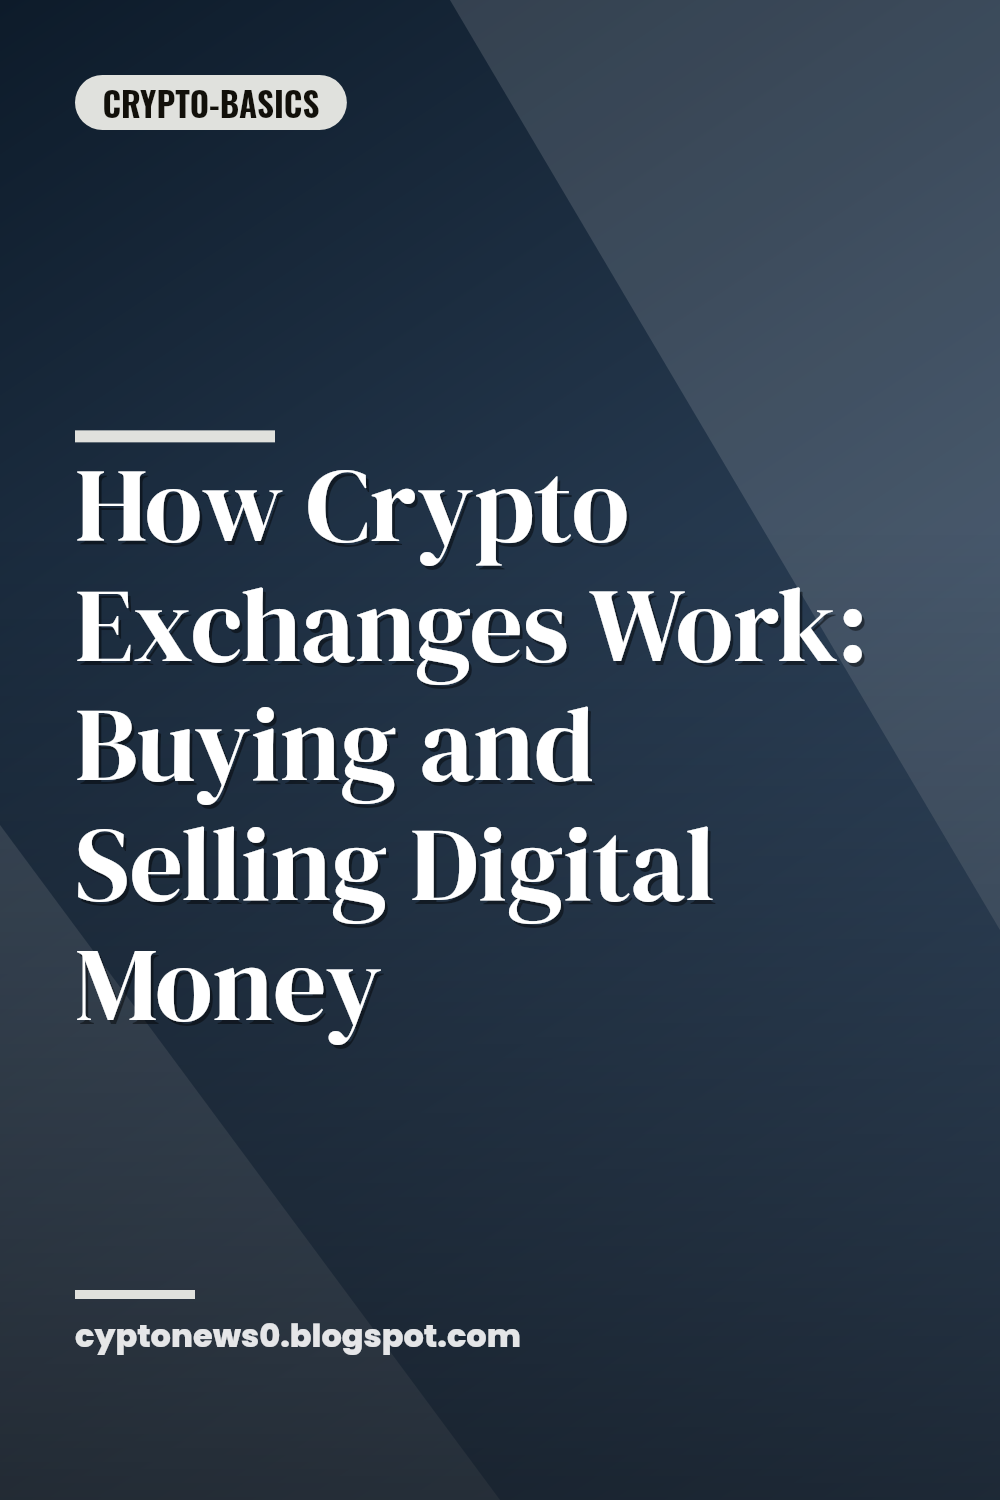 CRYPTO-BASICS
How Crypto
Exchanges Work:
Buying and
Selling Digital
Money
cyptonews0.blogspot.com